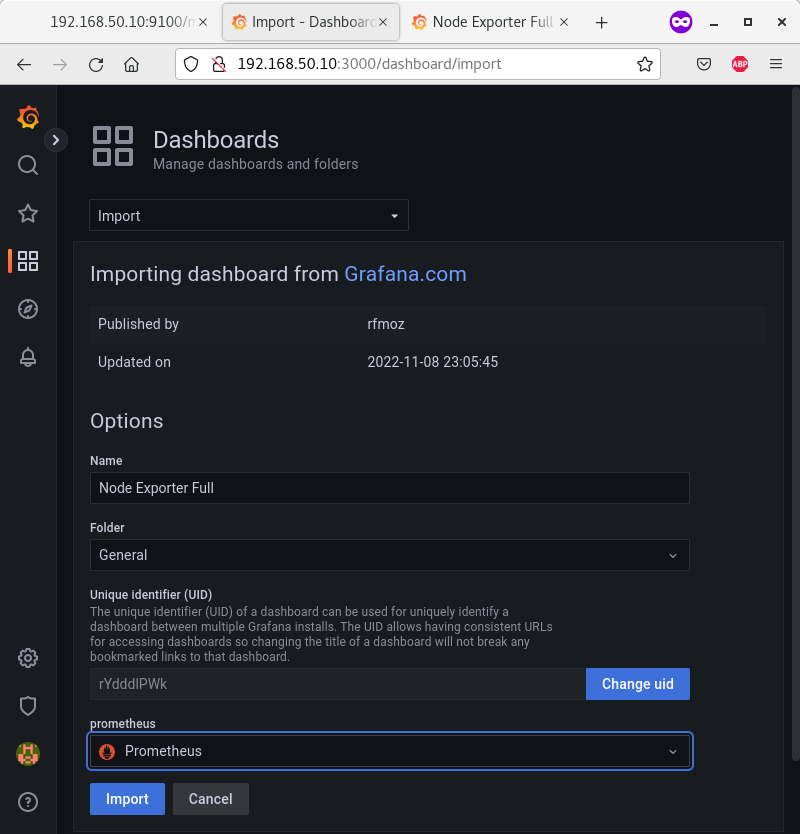 192.168.50.10:9100/m
Import - Dashboard
Node Exporter Full
192.168.50.10:3000/dashboard/import
ABP
Dashboards
Manage dashboards and folders
Import
Importing dashboard from Grafana.com
Published by rfmoz
Updated on 2022-11-08 23:05:45
Options
Name
Node Exporter Full
Folder
General
Unique identifier (UID)
The unique identifier (UID) of a dashboard can be used for uniquely identify a
dashboard between multiple Grafana installs. The UID allows having consistent URLs
for accessing dashboards so changing the title of a dashboard will not break any
bookmarked links to that dashboard.
rYdddlPWk
Change uid
prometheus
Prometheus
Import Cancel